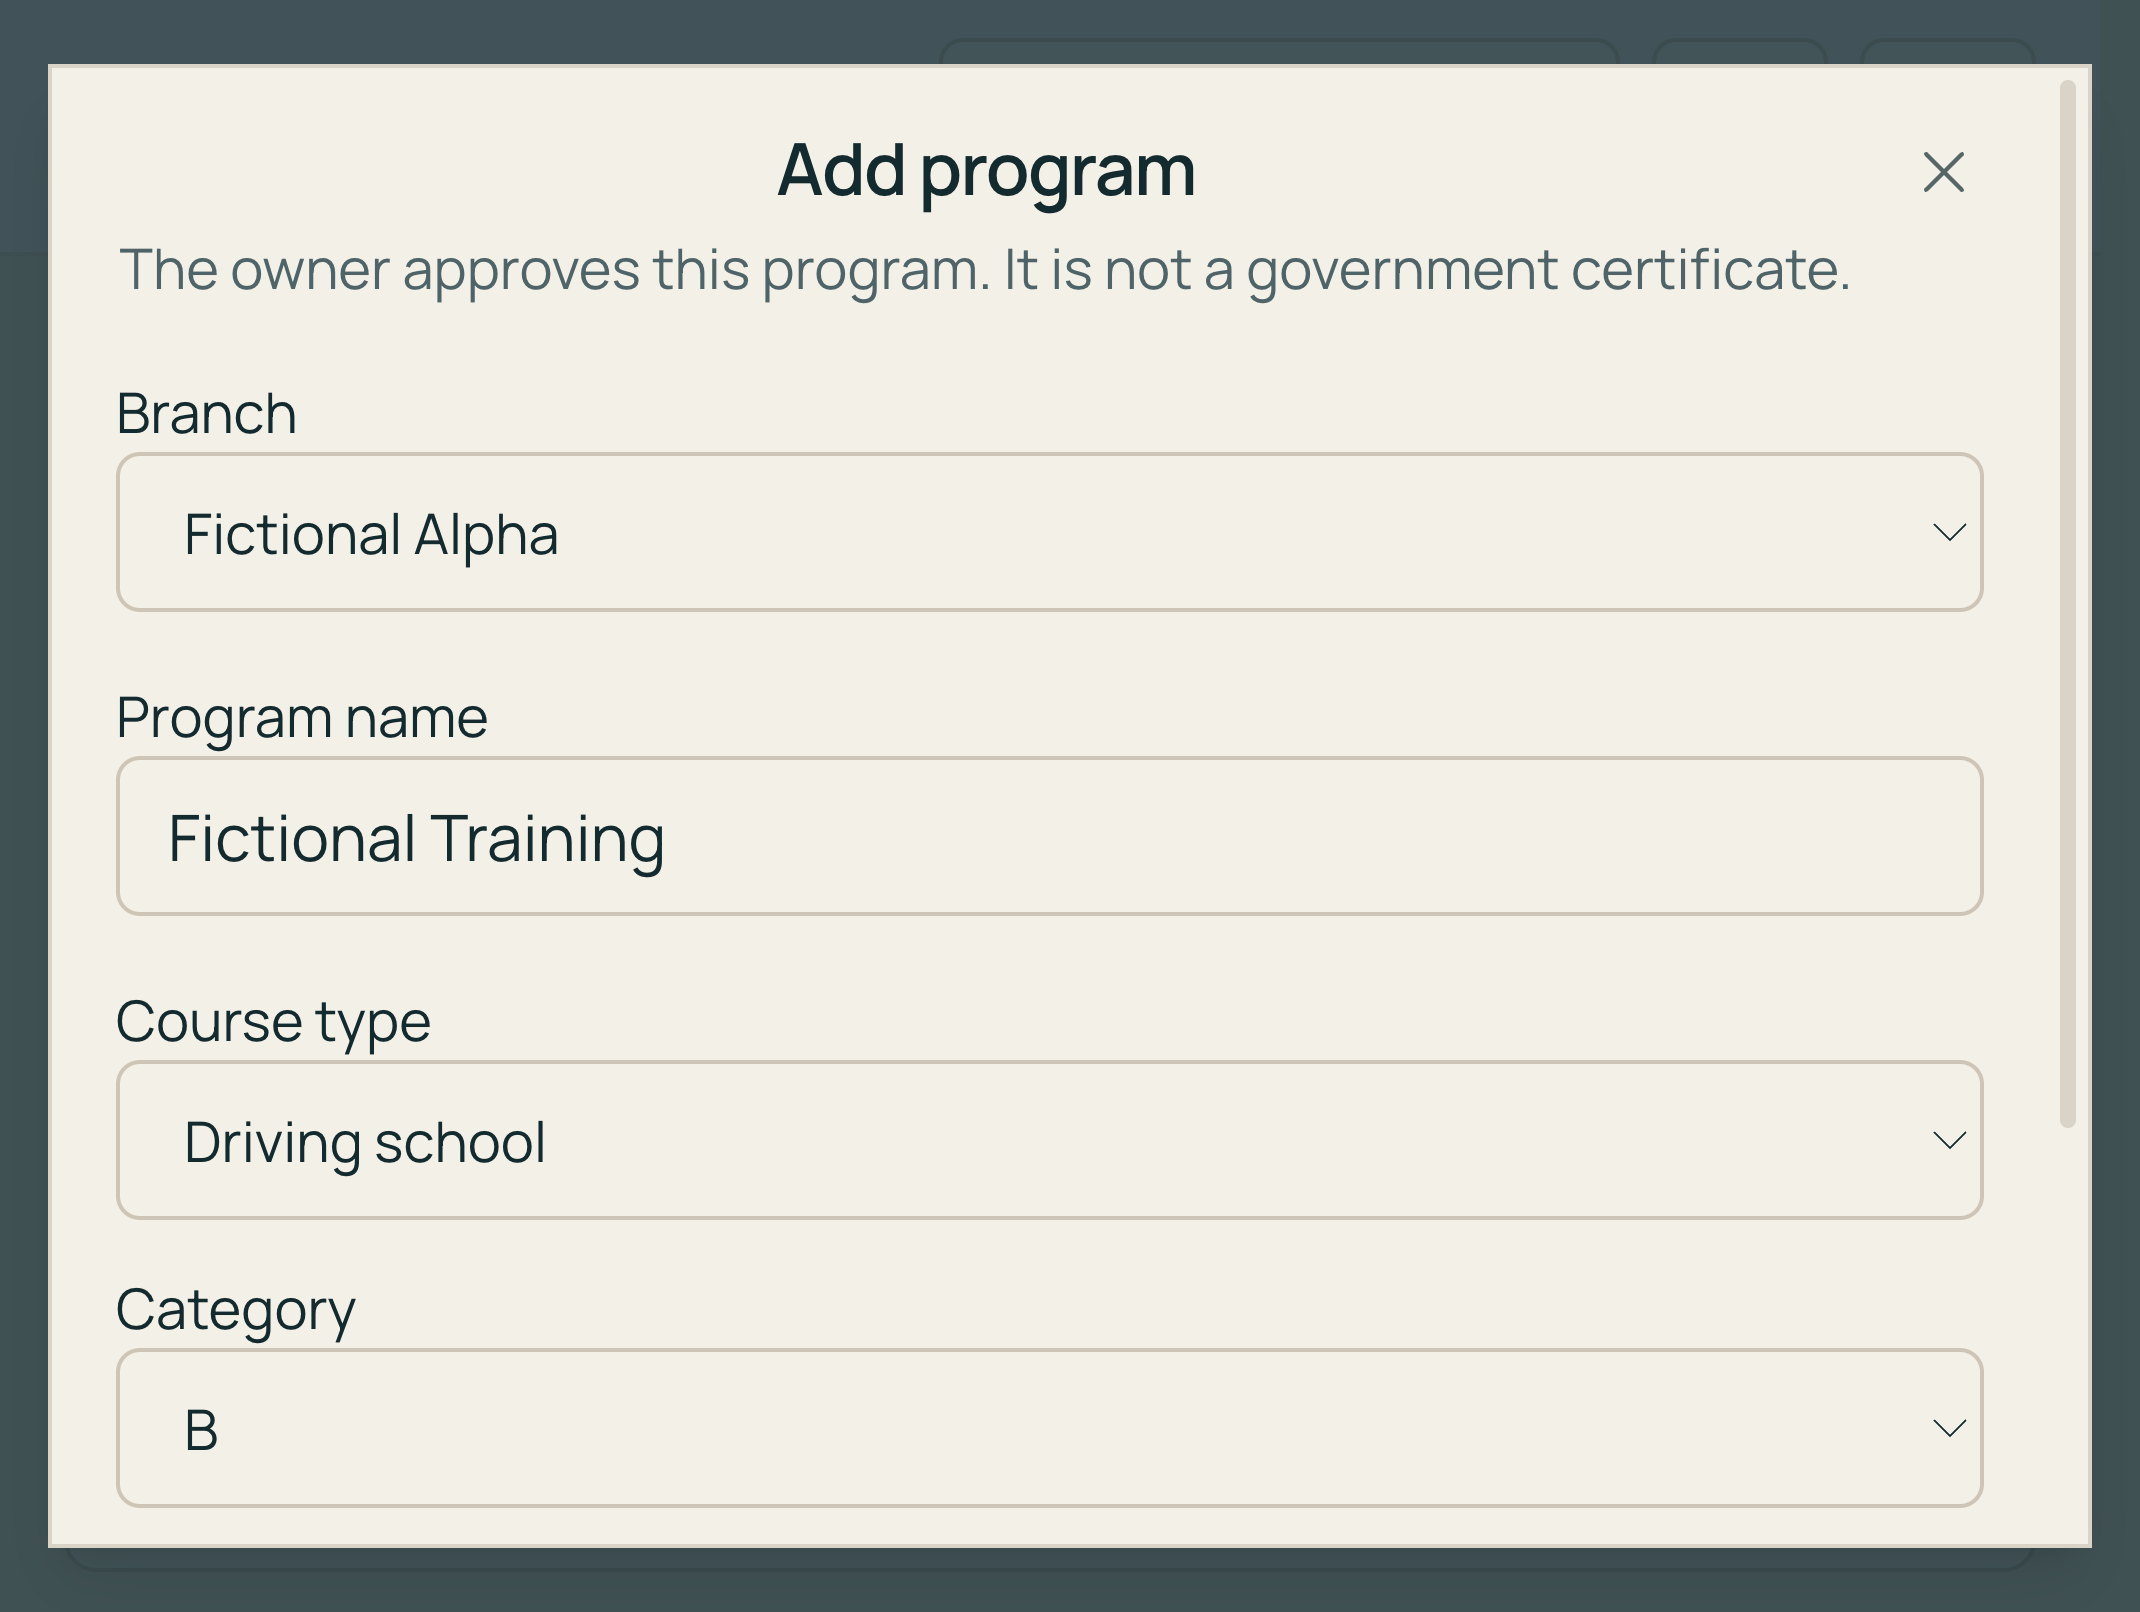 Add program
The owner approves this program. It is not a government certificate.
Branch
Fictional Alpha
Program name
Fictional Training
Course type
Driving school
Category
B